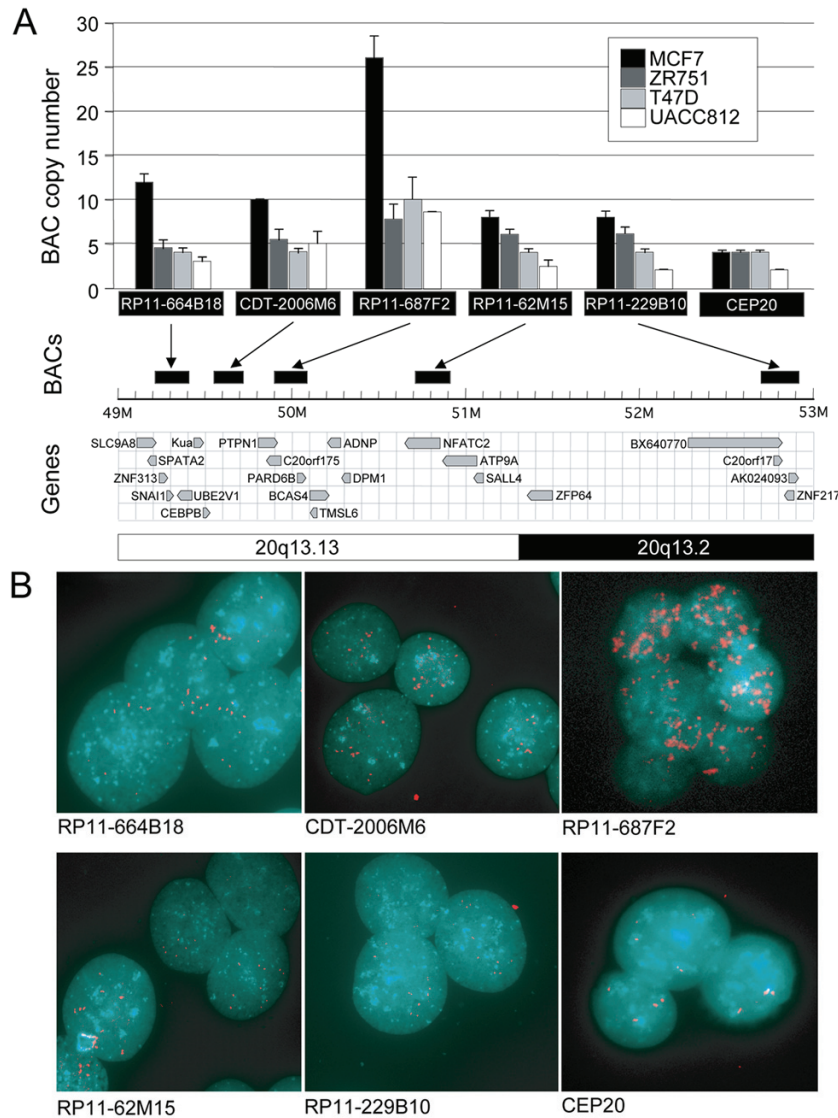 A
BAC copy number
30
25
20
15
10
5
0
MCF7
ZR751
T47D
UACC812
RP11-664B18 CDT-2006M6 RP11-687F2 RP11-62M15 RP11-229B10 CEP20
BACs
49M 50M 51M 52M 53M
Genes
SLC9A8 Kua PTPN1 ADNP NFATC2 BX640770
SPATA2 C20orf175 ATP9A C20orf17
ZNF313 PARD6B DPM1 SALL4 AK024093
SNAI1 UBE2V1 BCAS4 ZFP64 ZNF217
CEBPB TMSL6
20q13.13 20q13.2
B
RP11-664B18 CDT-2006M6 RP11-687F2
RP11-62M15 RP11-229B10 CEP20